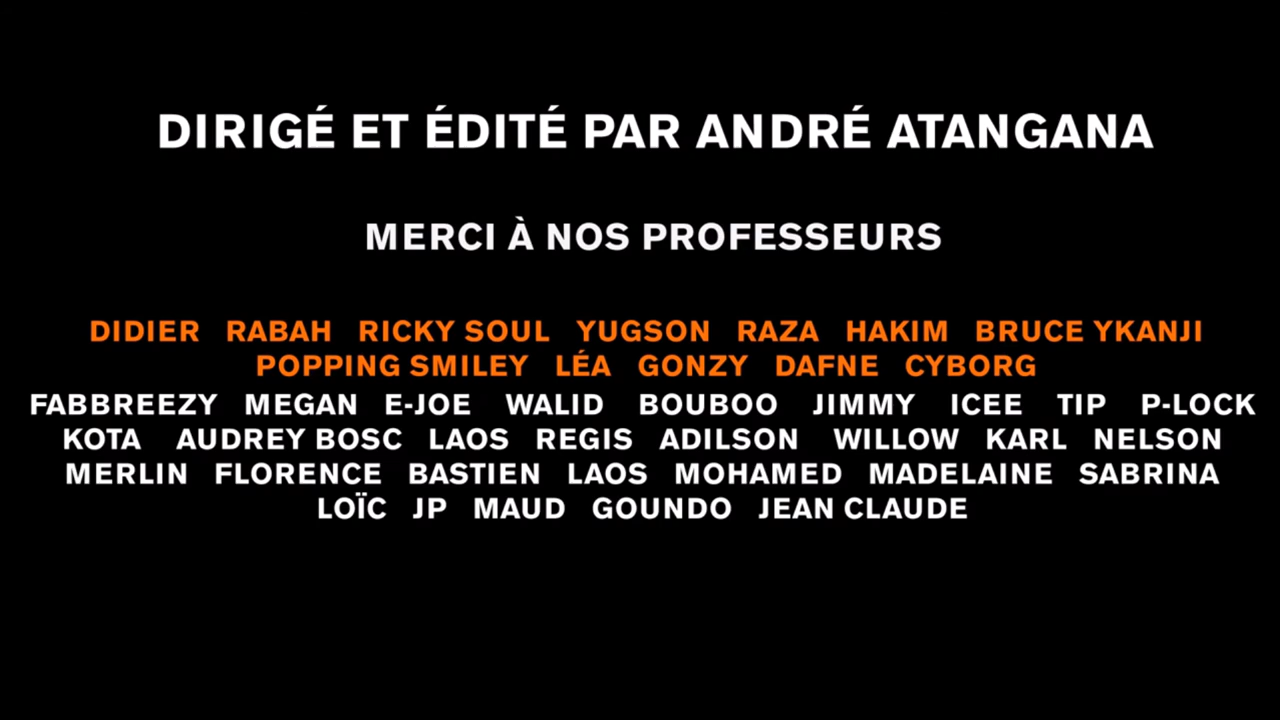 DIRIGÉ ET ÉDITÉ PAR ANDRÉ ATANGANA
MERCI À NOS PROFESSEURS
DIDIER RABAH RICKY SOUL YUGSON RAZA HAKIM BRUCE YKANJI
POPPING SMILEY LÉA GONZY DAFNE CYBORG
FABBREEZY MEGAN E-JOE WALID BOUBOO JIMMY ICEE TIP P-LOCK
KOTA AUDREY BOSC LAOS REGIS ADILSON WILLOW KARL NELSON
MERLIN FLORENCE BASTIEN LAOS MOHAMED MADELAINE SABRINA
LOÏC JP MAUD GOUNDO JEAN CLAUDE